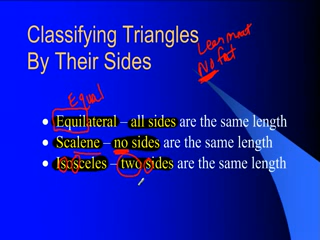 Classifying Triangles
By Their Sides
Lean meat
No fat
Equal
• Equilateral – all sides are the same length
• Scalene – no sides are the same length
• Isosceles – two sides are the same length